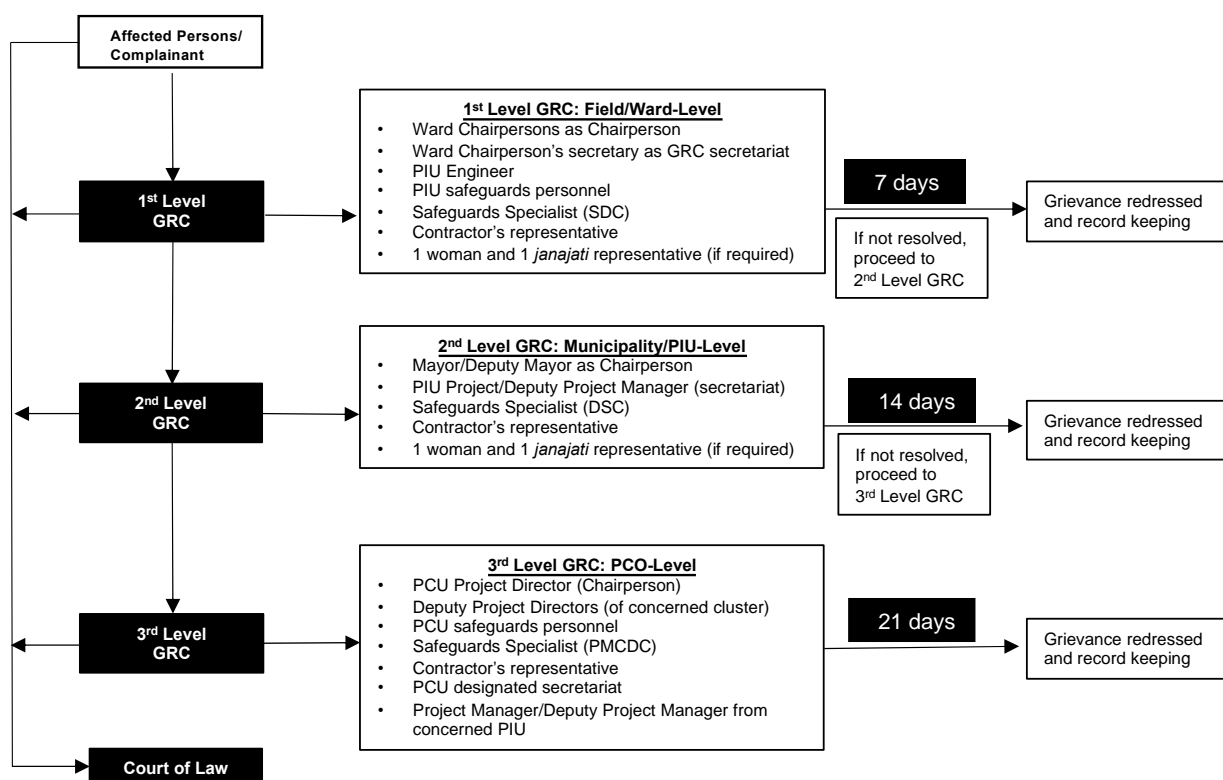 Affected Persons/
Complainant
1st Level GRC: Field/Ward-Level
• Ward Chairpersons as Chairperson
• Ward Chairperson's secretary as GRC secretariat
• PIU Engineer
• PIU safeguards personnel
• Safeguards Specialist (SDC)
• Contractor's representative
• 1 woman and 1 janajati representative (if required)
1st Level
GRC
7 days
If not resolved,
proceed to
2nd Level GRC
Grievance redressed
and record keeping
2nd Level GRC: Municipality/PIU-Level
• Mayor/Deputy Mayor as Chairperson
• PIU Project/Deputy Project Manager (secretariat)
• Safeguards Specialist (DSC)
• Contractor's representative
• 1 woman and 1 janajati representative (if required)
2nd Level
GRC
14 days
If not resolved,
proceed to
3rd Level GRC
Grievance redressed
and record keeping
3rd Level GRC: PCO-Level
• PCU Project Director (Chairperson)
• Deputy Project Directors (of concerned cluster)
• PCU safeguards personnel
• Safeguards Specialist (PMCDC)
• Contractor's representative
• PCU designated secretariat
• Project Manager/Deputy Project Manager from
concerned PIU
3rd Level
GRC
21 days
Grievance redressed
and record keeping
Court of Law